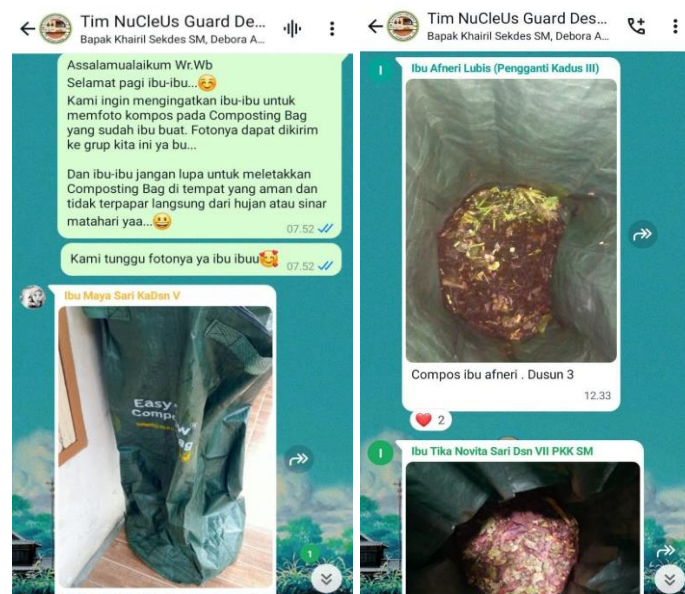 Tim NuCleUs Guard De...
Bapak Khairil Sekdes SM, Debora A...
Assalamualaikum Wr.Wb
Selamat pagi ibu-ibu...😊
Kami ingin mengingatkan ibu-ibu untuk
memfoto kompos pada Composting Bag
yang sudah ibu buat. Fotonya dapat dikirim
ke grup kita ini ya bu...
Dan ibu-ibu jangan lupa untuk meletakkan
Composting Bag di tempat yang aman dan
tidak terpapar langsung dari hujan atau sinar
matahari yaa...😀
07.52
Kami tunggu fotonya ya ibu ibuu🥰
07.52
Ibu Maya Sari KaDsn V
Easy
Compo
1
Tim NuCleUs Guard Des...
Bapak Khairil Sekdes SM, Debora A...
I
Ibu Afneri Lubis (Pengganti Kadus III)
Compos ibu afneri . Dusun 3
12.33
❤️ 2
I
Ibu Tika Novita Sari Dsn VII PKK SM